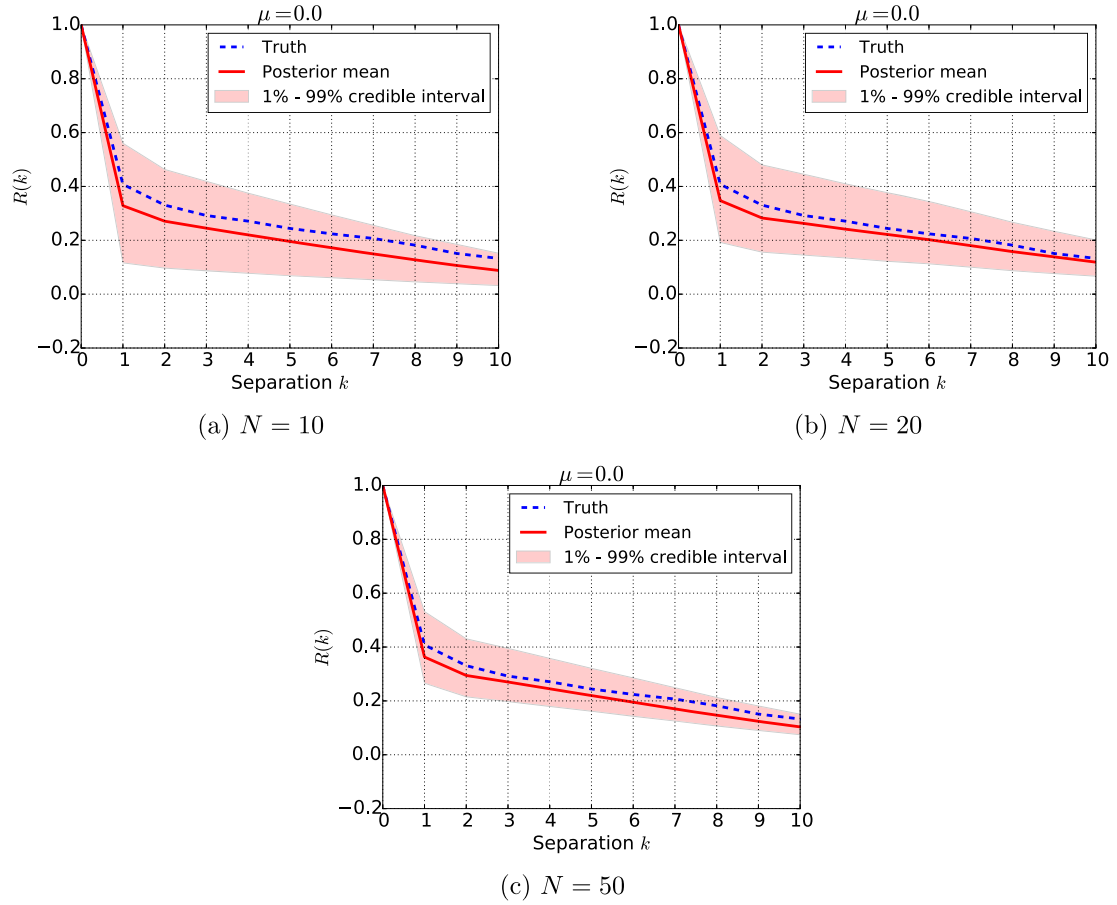 μ=0.0
1.0
0.8
0.6
0.4
0.2
0.0
−0.2
R(k)
Truth
Posterior mean
1% - 99% credible interval
0 1 2 3 4 5 6 7 8 9 10
Separation k
(a) N = 10
μ=0.0
1.0
0.8
0.6
0.4
0.2
0.0
−0.2
R(k)
Truth
Posterior mean
1% - 99% credible interval
0 1 2 3 4 5 6 7 8 9 10
Separation k
(b) N = 20
μ=0.0
1.0
0.8
0.6
0.4
0.2
0.0
−0.2
R(k)
Truth
Posterior mean
1% - 99% credible interval
0 1 2 3 4 5 6 7 8 9 10
Separation k
(c) N = 50